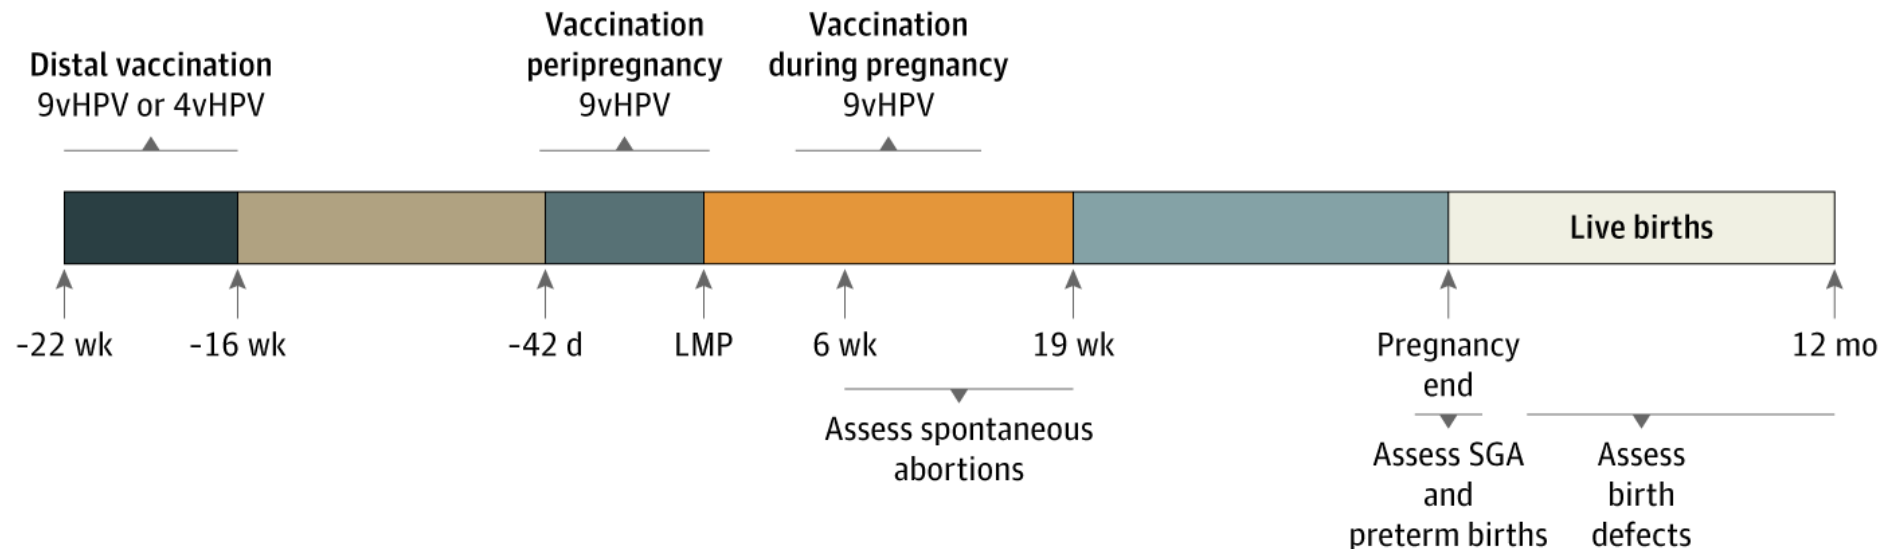 Distal vaccination
9vHPV or 4vHPV
Vaccination
peripregnancy
9vHPV
Vaccination
during pregnancy
9vHPV
Live births
-22 wk
-16 wk
-42 d
LMP
6 wk
19 wk
Pregnancy
end
12 mo
Assess spontaneous
abortions
Assess SGA
and
preterm births
Assess
birth
defects